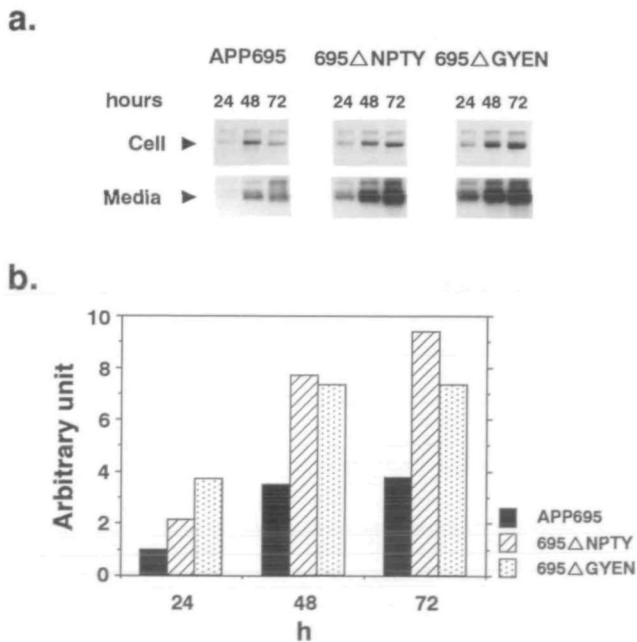 a.
APP695 695△NPTY 695△GYEN
hours 24 48 72 24 48 72 24 48 72
Cell ►
Media ►
b.
10
8
6
4
2
0
Arbitrary unit
24 48 72
h
APP695
695△NPTY
695△GYEN